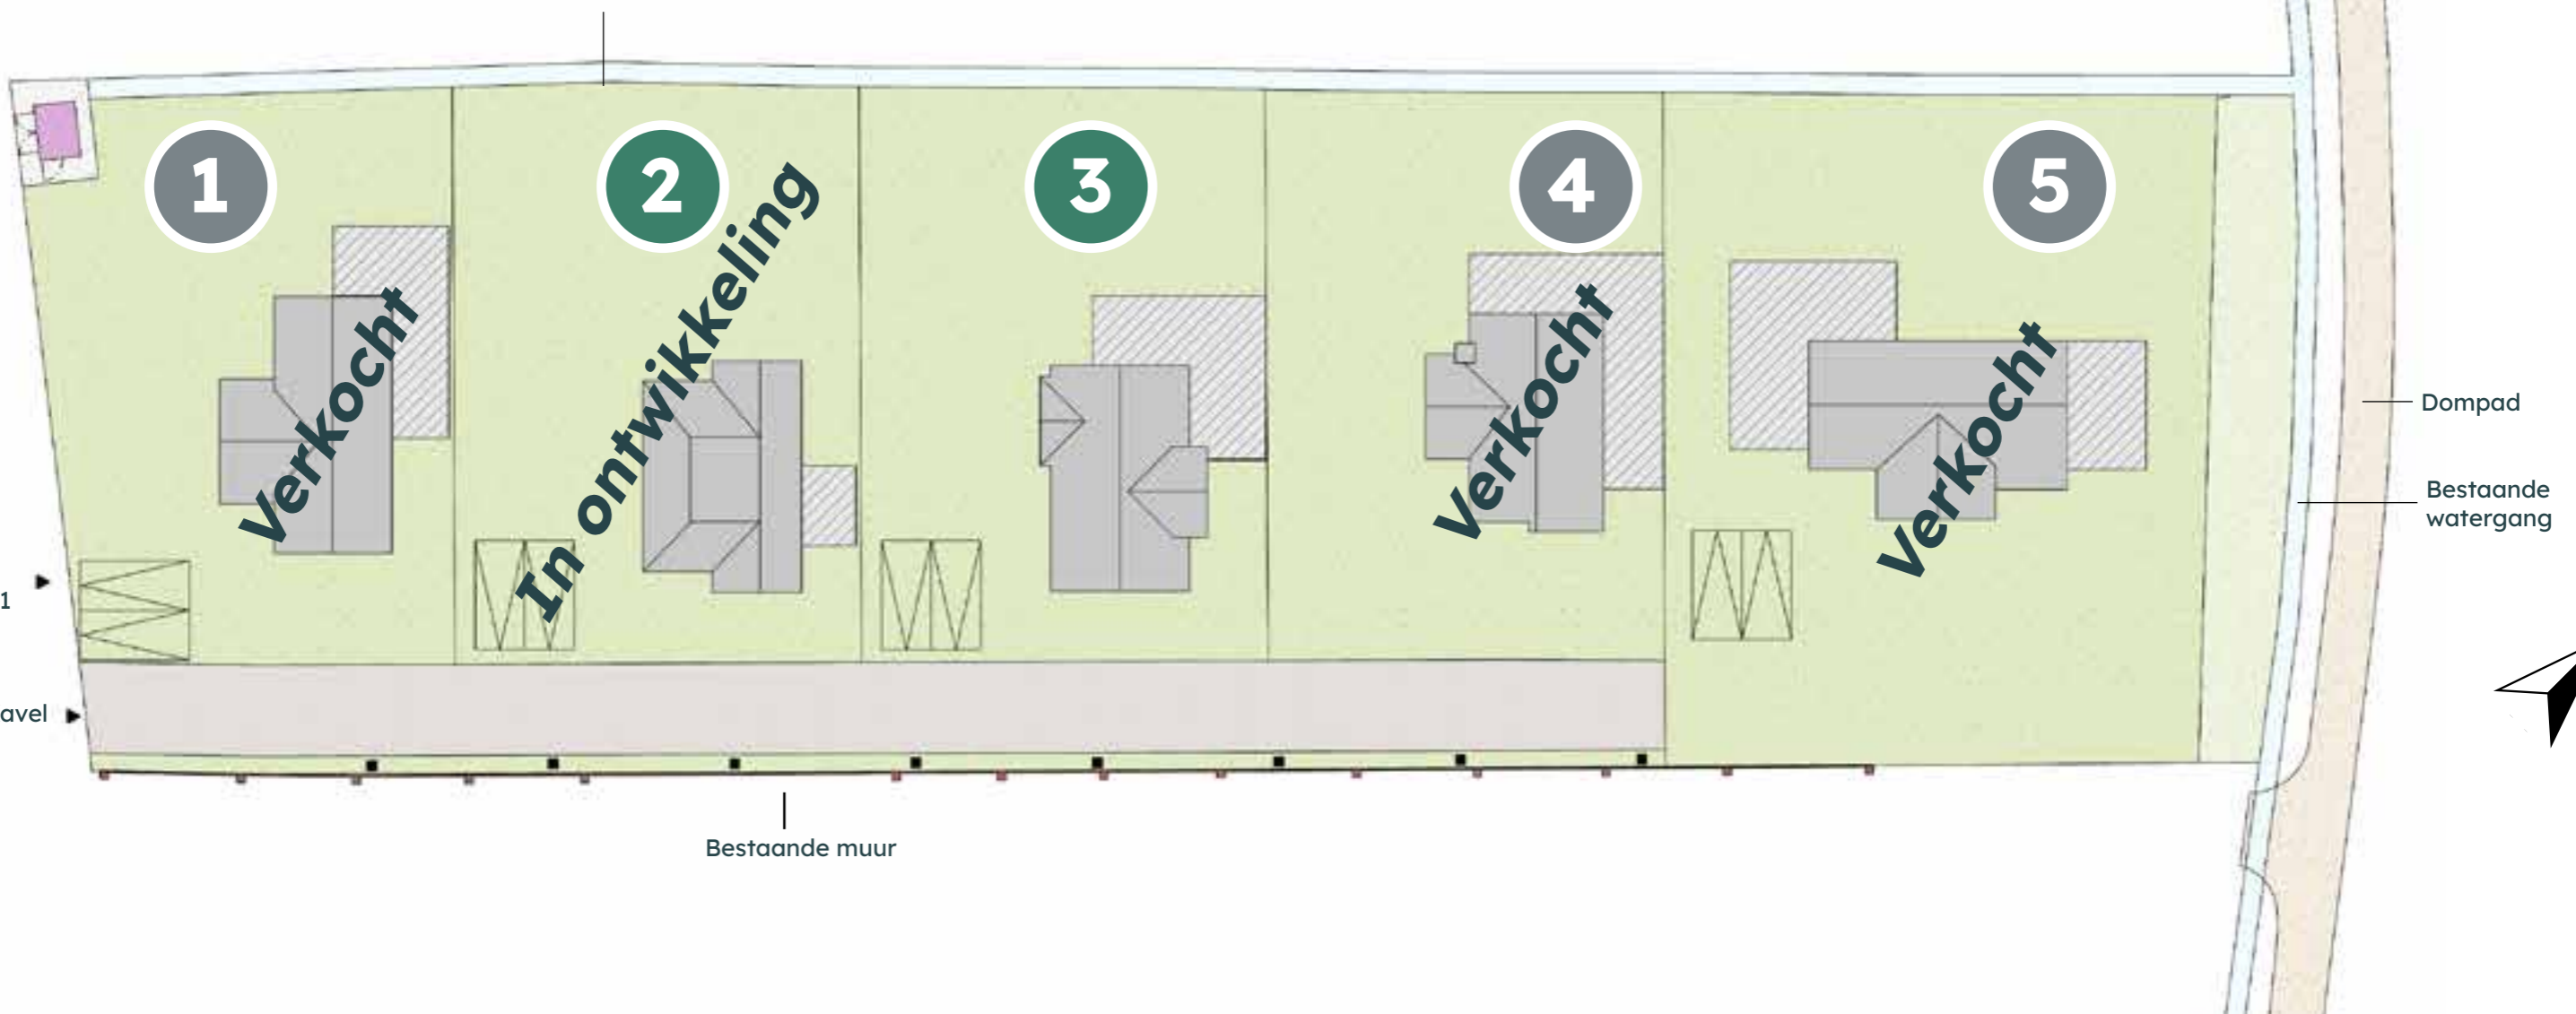 1
2
3
4
5
Verkocht
In ontwikkeling
Verkocht
Verkocht
Dompad
Bestaande
watergang
1
avel
Bestaande muur